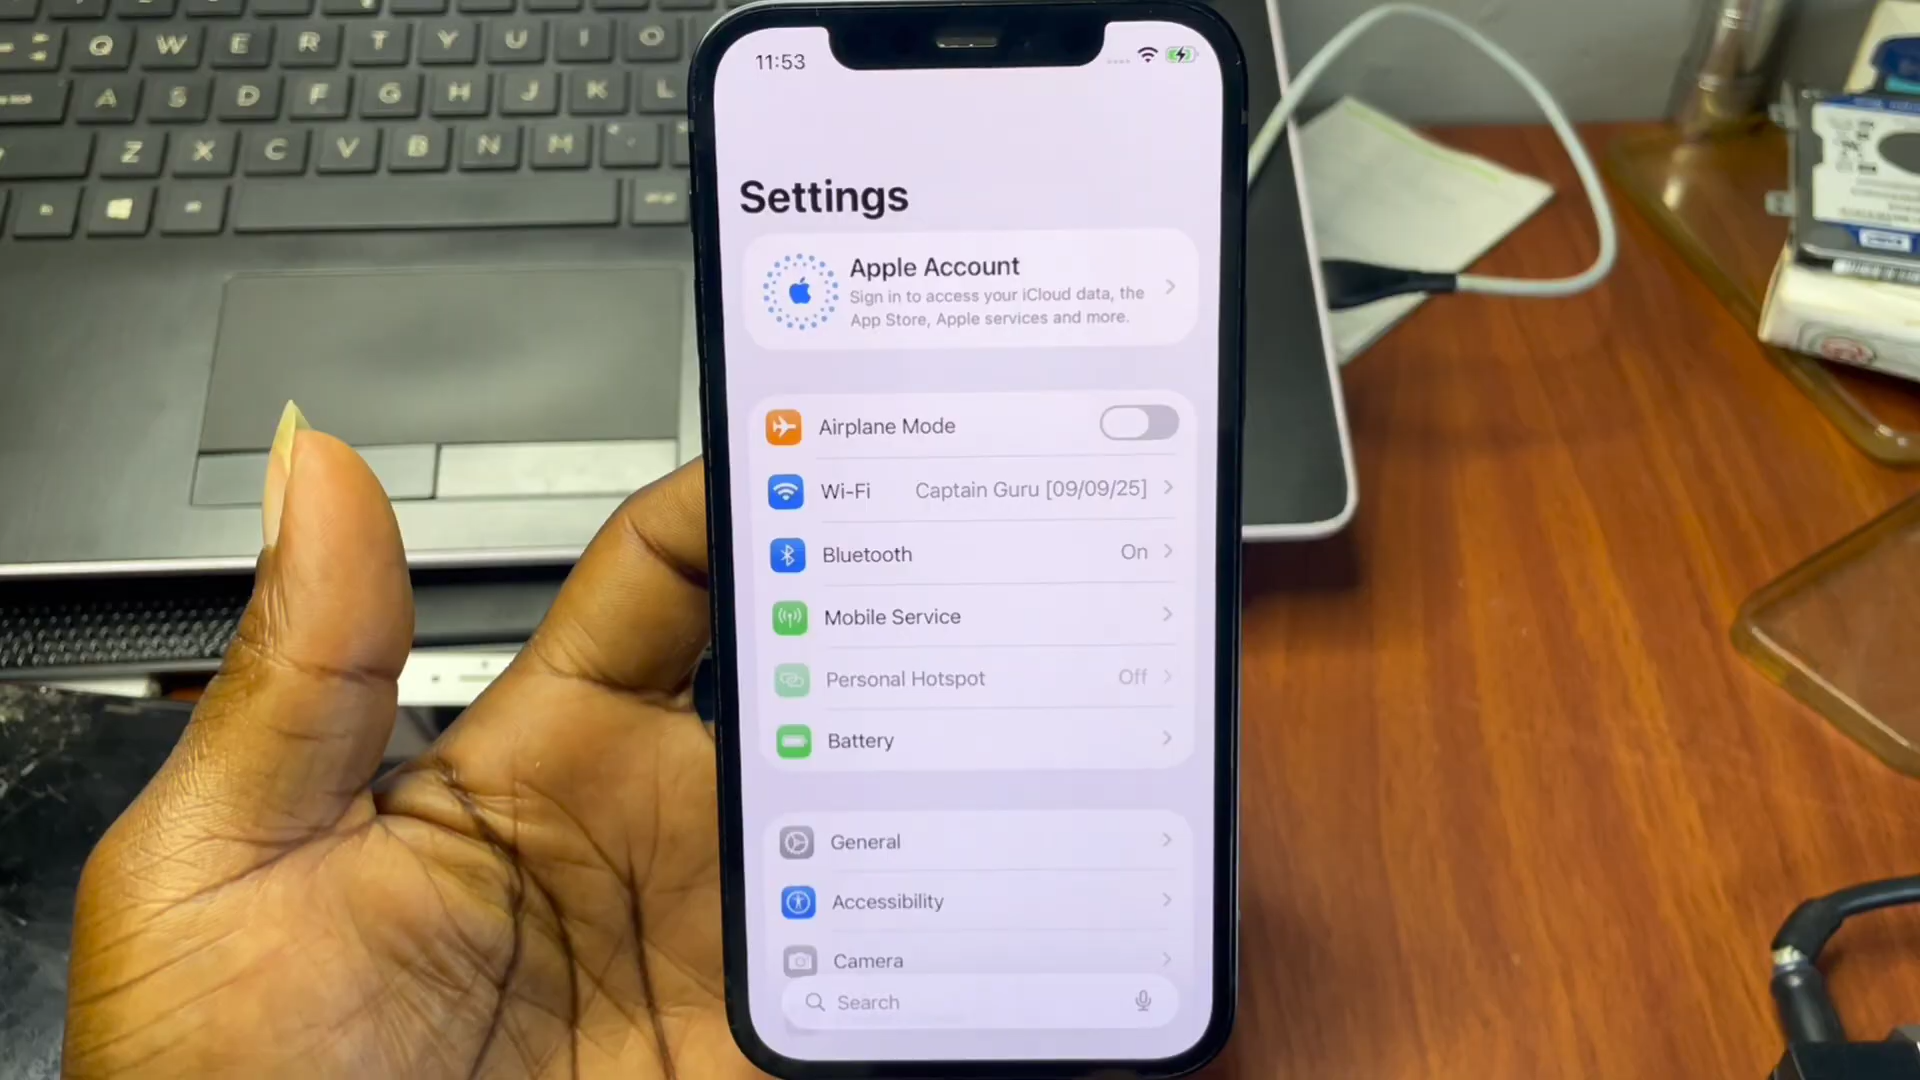 Q W E R T Y U I O
A S D F G H J K L
Z X C V B N M
11:53
Settings
Apple Account
Sign in to access your iCloud data, the
App Store, Apple services and more.
Airplane Mode
Wi-Fi Captain Guru [09/09/25]
Bluetooth On
Mobile Service
Personal Hotspot Off
Battery
General
Accessibility
Camera
Search